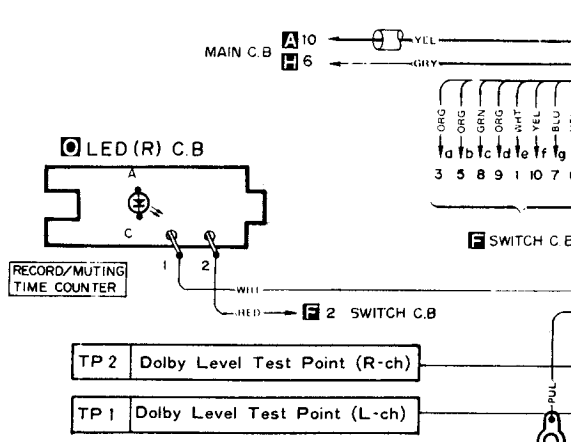 MAIN C.B
A 10
YEL
H 6
GRY
ORG ORG GRN ORG WHT YEL BLU
a b c d e f g
3 5 8 9 1 10 7
F SWITCH C.B
O LED (R) C.B
A
C
1 2
RECORD/MUTING
TIME COUNTER
WHT
RED
F 2 SWITCH C.B
TP 2 Dolby Level Test Point (R-ch)
TP 1 Dolby Level Test Point (L-ch)
PUL